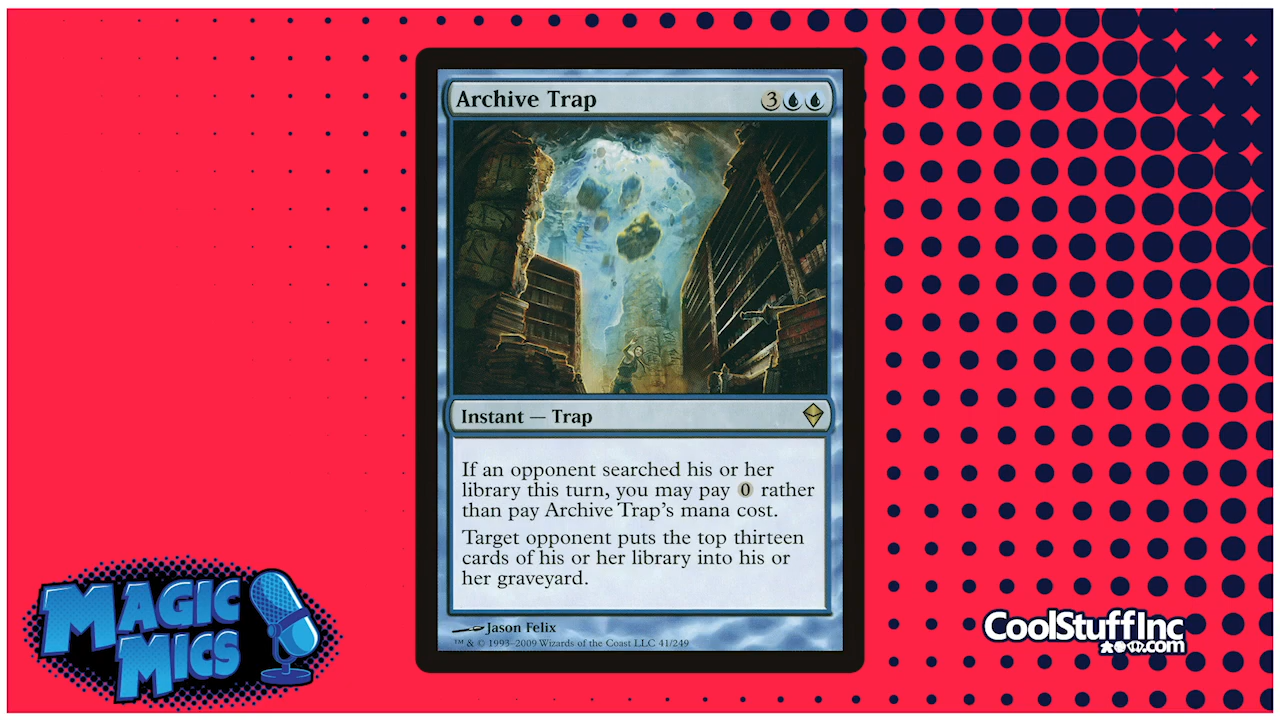 Archive Trap 3
Instant — Trap
If an opponent searched his or her
library this turn, you may pay 0 rather
than pay Archive Trap's mana cost.
Target opponent puts the top thirteen
cards of his or her library into his or
her graveyard.
Jason Felix
™ & © 1993–2009 Wizards of the Coast LLC 41/249
MAGIC
MICS
CoolStuffInc
.com